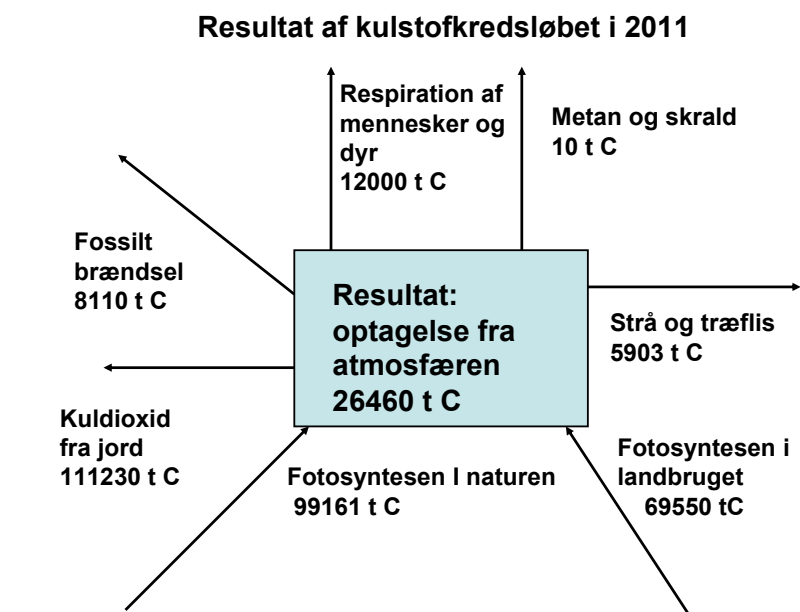 Resultat af kulstofkredsløbet i 2011
Respiration af
mennesker og
dyr
12000 t C
Metan og skrald
10 t C
Fossilt
brændsel
8110 t C
Resultat:
optagelse fra
atmosfæren
26460 t C
Strå og træflis
5903 t C
Kuldioxid
fra jord
111230 t C
Fotosyntesen I naturen
99161 t C
Fotosyntesen i
landbruget
69550 tC